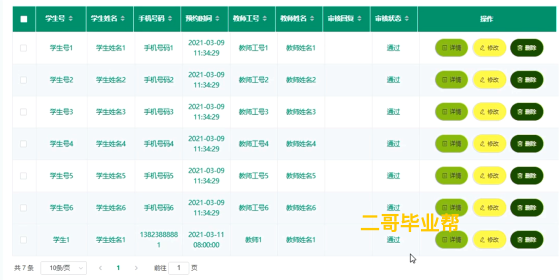 学生号 学生姓名 手机号码 预约时间 教师工号 教师姓名 审核回复 审核状态 操作
学生号1 学生姓名1 手机号码1 2021-03-09 11:34:29 教师工号1 教师姓名1 通过 详情 修改 删除
学生号2 学生姓名2 手机号码2 2021-03-09 11:34:29 教师工号2 教师姓名2 通过 详情 修改 删除
学生号3 学生姓名3 手机号码3 2021-03-09 11:34:29 教师工号3 教师姓名3 通过 详情 修改 删除
学生号4 学生姓名4 手机号码4 2021-03-09 11:34:29 教师工号4 教师姓名4 通过 详情 修改 删除
学生号5 学生姓名5 手机号码5 2021-03-09 11:34:29 教师工号5 教师姓名5 通过 详情 修改 删除
学生号6 学生姓名6 手机号码6 2021-03-09 11:34:29 教师工号6 教师姓名6 通过 详情 修改 删除
二哥毕业帮
学生1 学生姓名1 13823888881 2021-03-11 08:00:00 教师1 教师姓名1 通过 详情 修改 删除
共 7 条 10条/页 1 前往 1 页